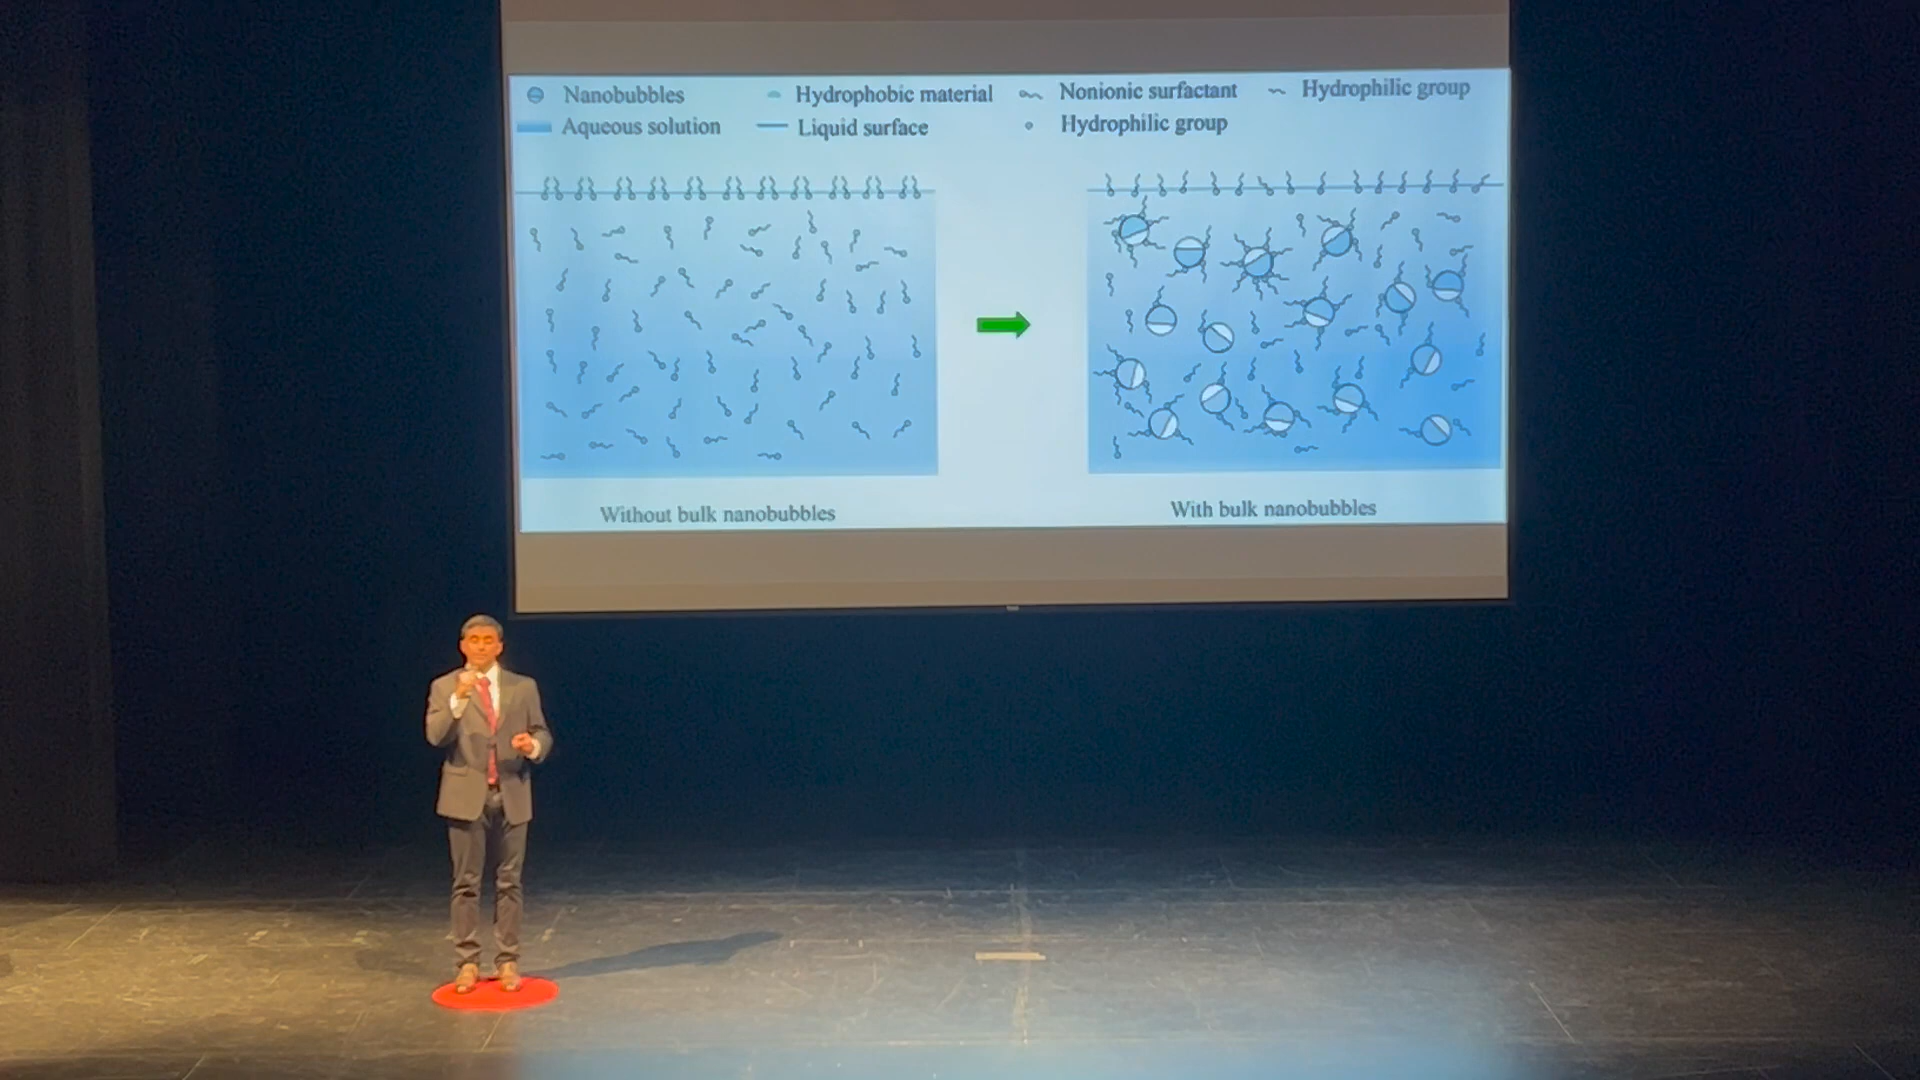 Nanobubbles Hydrophobic material Nonionic surfactant Hydrophilic group
Aqueous solution Liquid surface Hydrophilic group
Without bulk nanobubbles With bulk nanobubbles